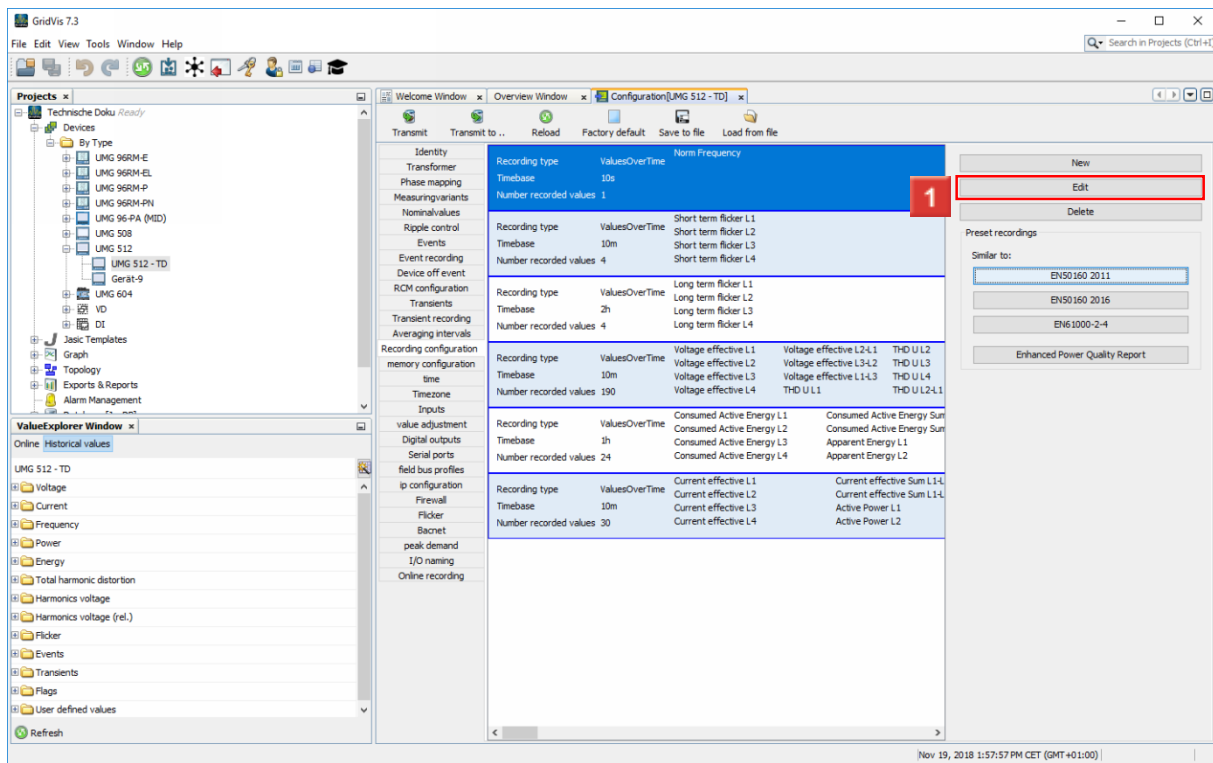 GridVis 7.3
File Edit View Tools Window Help
Search in Projects (Ctrl+I)
Projects
Technische Doku Ready
Devices
By Type
UMG 96RM-E
UMG 96RM-EL
UMG 96RM-P
UMG 96RM-PN
UMG 96-PA (MID)
UMG 508
UMG 512
UMG 512 - TD
Gerät-9
UMG 604
VD
DI
Jasic Templates
Graph
Topology
Exports & Reports
Alarm Management
ValueExplorer Window
Online Historical values
UMG 512 - TD
Voltage
Current
Frequency
Power
Energy
Total harmonic distortion
Harmonics voltage
Harmonics voltage (rel.)
Flicker
Events
Transients
Flags
User defined values
Refresh
Welcome Window Overview Window Configuration[UMG 512 - TD]
Transmit Transmit to .. Reload Factory default Save to file Load from file
Identity
Transformer
Phase mapping
Measuringvariants
Nominalvalues
Ripple control
Events
Event recording
Device off event
RCM configuration
Transients
Transient recording
Averaging intervals
Recording configuration
memory configuration
time
Timezone
Inputs
value adjustment
Digital outputs
Serial ports
field bus profiles
ip configuration
Firewall
Flicker
Bacnet
peak demand
I/O naming
Online recording
Norm Frequency
Recording type ValuesOverTime
Timebase 10s
Number recorded values 1
Short term flicker L1
Recording type ValuesOverTime Short term flicker L2
Timebase 10m Short term flicker L3
Number recorded values 4 Short term flicker L4
Long term flicker L1
Recording type ValuesOverTime Long term flicker L2
Timebase 2h Long term flicker L3
Number recorded values 4 Long term flicker L4
Voltage effective L1 Voltage effective L2-L1 THD U L2
Recording type ValuesOverTime Voltage effective L2 Voltage effective L3-L2 THD U L3
Timebase 10m Voltage effective L3 Voltage effective L1-L3 THD U L4
Number recorded values 190 Voltage effective L4 THD U L1 THD U L2-L1
Consumed Active Energy L1 Consumed Active Energy Sum
Recording type ValuesOverTime Consumed Active Energy L2 Consumed Active Energy Sum
Timebase 1h Consumed Active Energy L3 Apparent Energy L1
Number recorded values 24 Consumed Active Energy L4 Apparent Energy L2
Current effective L1 Current effective Sum L1-L
Recording type ValuesOverTime Current effective L2 Current effective Sum L1-L
Timebase 10m Current effective L3 Active Power L1
Number recorded values 30 Current effective L4 Active Power L2
New
1
Edit
Delete
Preset recordings
Similar to:
EN50160 2011
EN50160 2016
EN61000-2-4
Enhanced Power Quality Report
Nov 19, 2018 1:57:57 PM CET (GMT+01:00)